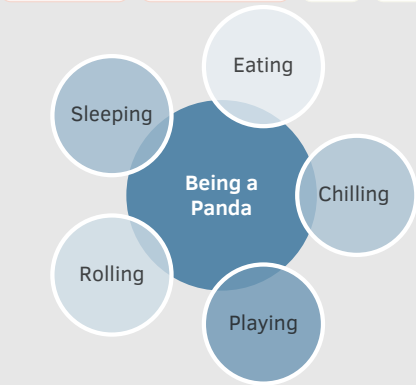 Eating
Sleeping
Being a
Panda
Chilling
Rolling
Playing